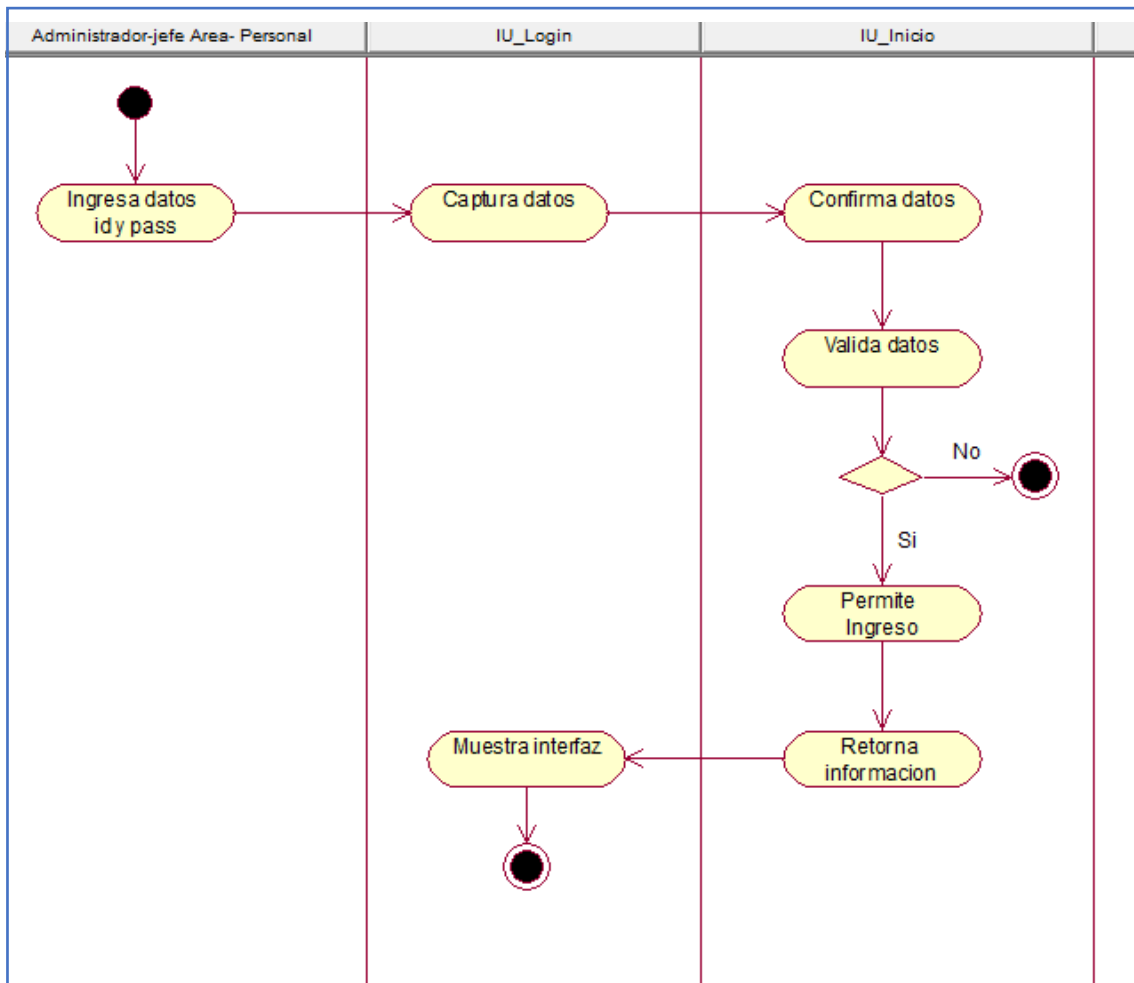 Administrador-jefe Area- Personal
IU_Login
IU_Inicio
Ingresa datos
id y pass
Captura datos
Confirma datos
Valida datos
No
Si
Permite
Ingreso
Muestra interfaz
Retorna
informacion